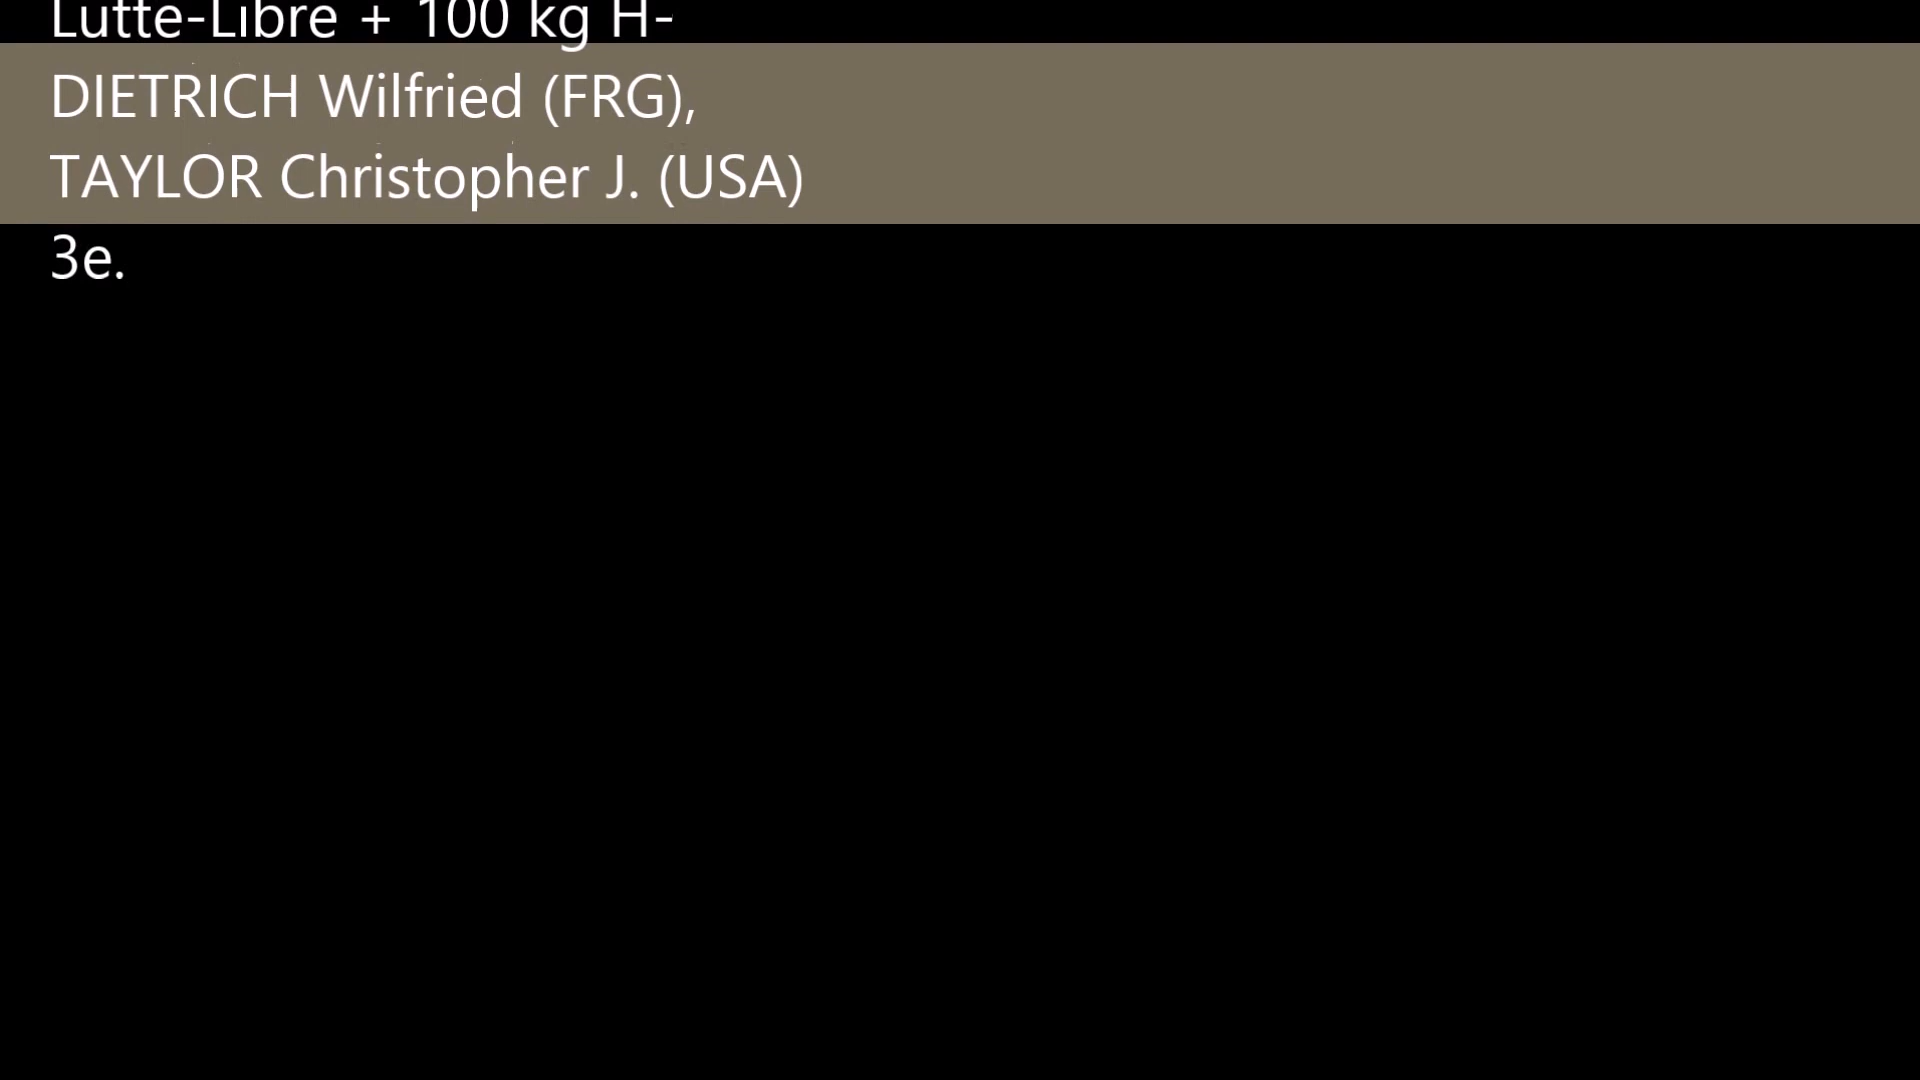 Lutte-Libre + 100 kg H-
DIETRICH Wilfried (FRG),
TAYLOR Christopher J. (USA)
3e.